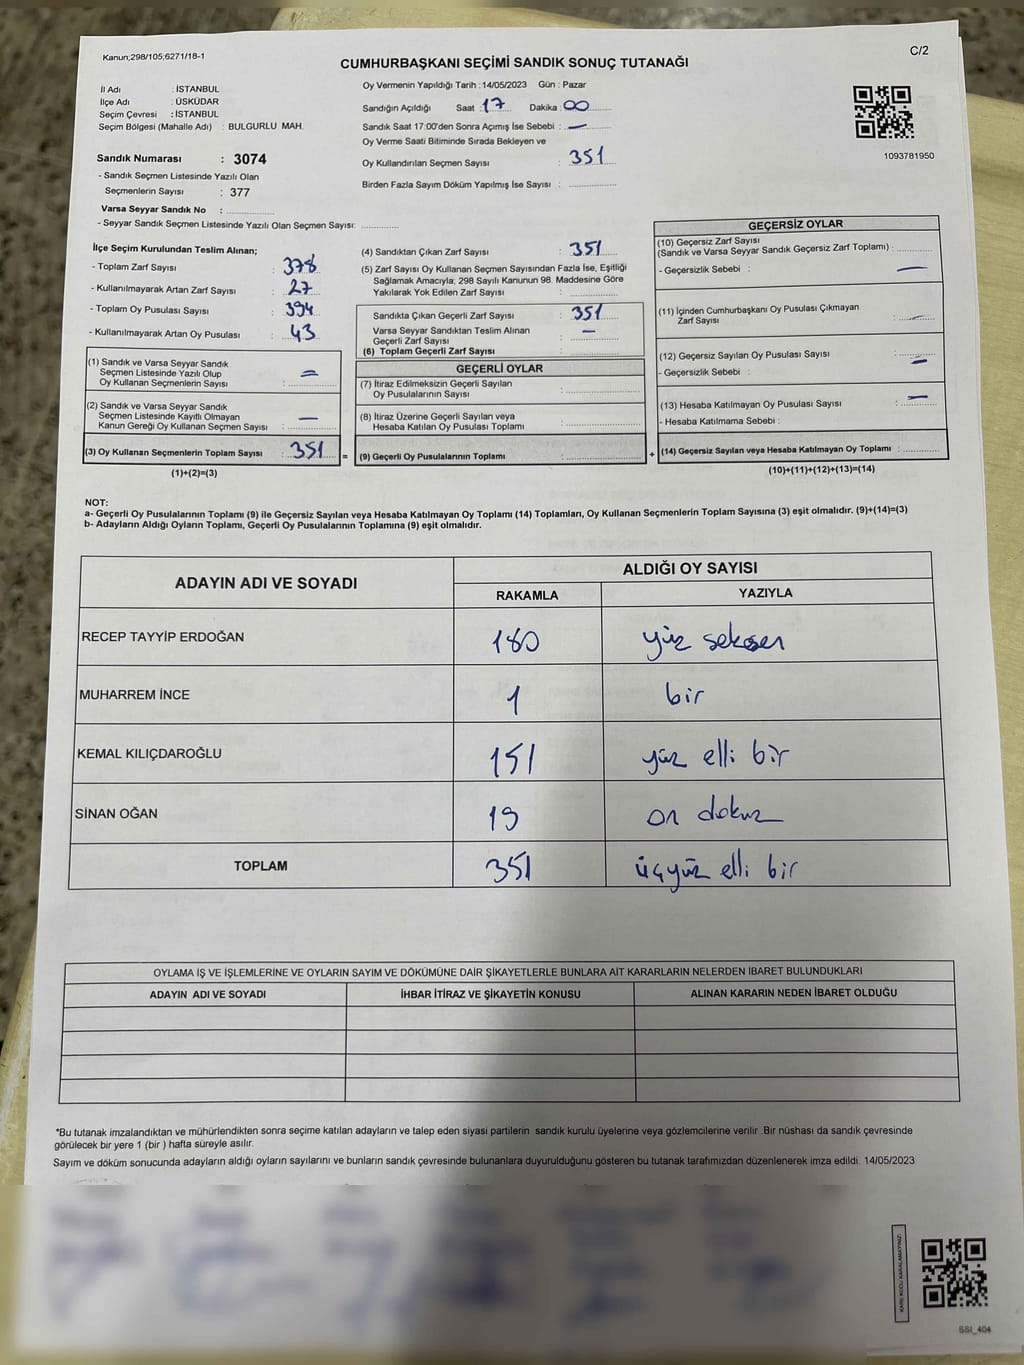 Kanun;298/105;6271/18-1
C/2
CUMHURBAŞKANI SEÇİMİ SANDIK SONUÇ TUTANAĞI
İl Adı : İSTANBUL
İlçe Adı : ÜSKÜDAR
Seçim Çevresi : İSTANBUL
Seçim Bölgesi (Mahalle Adı) : BULGURLU MAH.
Oy Vermenin Yapıldığı Tarih : 14/05/2023 Gün : Pazar
Sandığın Açıldığı Saat : 17 Dakika : 00
Sandık Saat 17:00'den Sonra Açımış İse Sebebi : —
Oy Verme Saati Bitiminde Sırada Bekleyen ve
Oy Kullandırılan Seçmen Sayısı : 351
Birden Fazla Sayım Döküm Yapılmış İse Sayısı :
1093781950
Sandık Numarası : 3074
- Sandık Seçmen Listesinde Yazılı Olan
Seçmenlerin Sayısı : 377
Varsa Seyyar Sandık No :
- Seyyar Sandık Seçmen Listesinde Yazılı Olan Seçmen Sayısı:
İlçe Seçim Kurulundan Teslim Alınan;
- Toplam Zarf Sayısı : 378
- Kullanılmayarak Artan Zarf Sayısı : 27
- Toplam Oy Pusulası Sayısı : 394
- Kullanılmayarak Artan Oy Pusulası : 43
(1) Sandık ve Varsa Seyyar Sandık
Seçmen Listesinde Yazılı Olup
Oy Kullanan Seçmenlerin Sayısı :
(2) Sandık ve Varsa Seyyar Sandık
Seçmen Listesinde Kayıtlı Olmayan
Kanun Gereği Oy Kullanan Seçmen Sayısı : —
(3) Oy Kullanan Seçmenlerin Toplam Sayısı : 351 =
(1)+(2)=(3)
(4) Sandıktan Çıkan Zarf Sayısı : 351
(5) Zarf Sayısı Oy Kullanan Seçmen Sayısından Fazla İse, Eşitliği
Sağlamak Amacıyla; 298 Sayılı Kanunun 98. Maddesine Göre
Yakılarak Yok Edilen Zarf Sayısı :
Sandıkta Çıkan Geçerli Zarf Sayısı : 351
Varsa Seyyar Sandıktan Teslim Alınan
Geçerli Zarf Sayısı : —
(6) Toplam Geçerli Zarf Sayısı :
GEÇERLİ OYLAR
(7) İtiraz Edilmeksizin Geçerli Sayılan
Oy Pusulalarının Sayısı :
(8) İtiraz Üzerine Geçerli Sayılan veya
Hesaba Katılan Oy Pusulası Toplamı :
(9) Geçerli Oy Pusulalarının Toplamı : +
GEÇERSİZ OYLAR
(10) Geçersiz Zarf Sayısı
(Sandık ve Varsa Seyyar Sandık Geçersiz Zarf Toplamı) :
- Geçersizlik Sebebi : —
(11) İçinden Cumhurbaşkanı Oy Pusulası Çıkmayan
Zarf Sayısı : —
(12) Geçersiz Sayılan Oy Pusulası Sayısı : —
- Geçersizlik Sebebi :
(13) Hesaba Katılmayan Oy Pusulası Sayısı : —
- Hesaba Katılmama Sebebi :
(14) Geçersiz Sayılan veya Hesaba Katılmayan Oy Toplamı :
(10)+(11)+(12)+(13)=(14)
NOT:
a- Geçerli Oy Pusulalarının Toplamı (9) ile Geçersiz Sayılan veya Hesaba Katılmayan Oy Toplamı (14) Toplamları, Oy Kullanan Seçmenlerin Toplam Sayısına (3) eşit olmalıdır. (9)+(14)=(3)
b- Adayların Aldığı Oyların Toplamı, Geçerli Oy Pusulalarının Toplamına (9) eşit olmalıdır.
ADAYIN ADI VE SOYADI
ALDIĞI OY SAYISI
RAKAMLA YAZIYLA
RECEP TAYYİP ERDOĞAN 180 yüz seksen
MUHARREM İNCE 1 bir
KEMAL KILIÇDAROĞLU 151 yüz elli bir
SİNAN OĞAN 19 on dokuz
TOPLAM 351 üçyüz elli bir
OYLAMA İŞ VE İŞLEMLERİNE VE OYLARIN SAYIM VE DÖKÜMÜNE DAİR ŞİKAYETLERLE BUNLARA AİT KARARLARIN NELERDEN İBARET BULUNDUKLARI
ADAYIN ADI VE SOYADI İHBAR İTİRAZ VE ŞİKAYETİN KONUSU ALINAN KARARIN NEDEN İBARET OLDUĞU
*Bu tutanak imzalandıktan ve mühürlendikten sonra seçime katılan adayların ve talep eden siyasi partilerin sandık kurulu üyelerine veya gözlemcilerine verilir. Bir nüshası da sandık çevresinde
görülecek bir yere 1 (bir ) hafta süreyle asılır.
Sayım ve döküm sonucunda adayların aldığı oyların sayılarını ve bunların sandık çevresinde bulunanlara duyurulduğunu gösteren bu tutanak tarafımızdan düzenlenerek imza edildi. 14/05/2023
KARE KODU KARALAMAYINIZ!
SSI_404